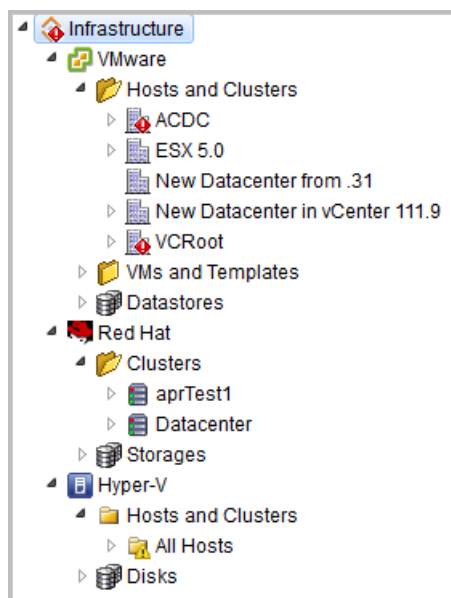 Infrastructure
VMware
Hosts and Clusters
ACDC
ESX 5.0
New Datacenter from .31
New Datacenter in vCenter 111.9
VCRoot
VMs and Templates
Datastores
Red Hat
Clusters
aprTest1
Datacenter
Storages
Hyper-V
Hosts and Clusters
All Hosts
Disks